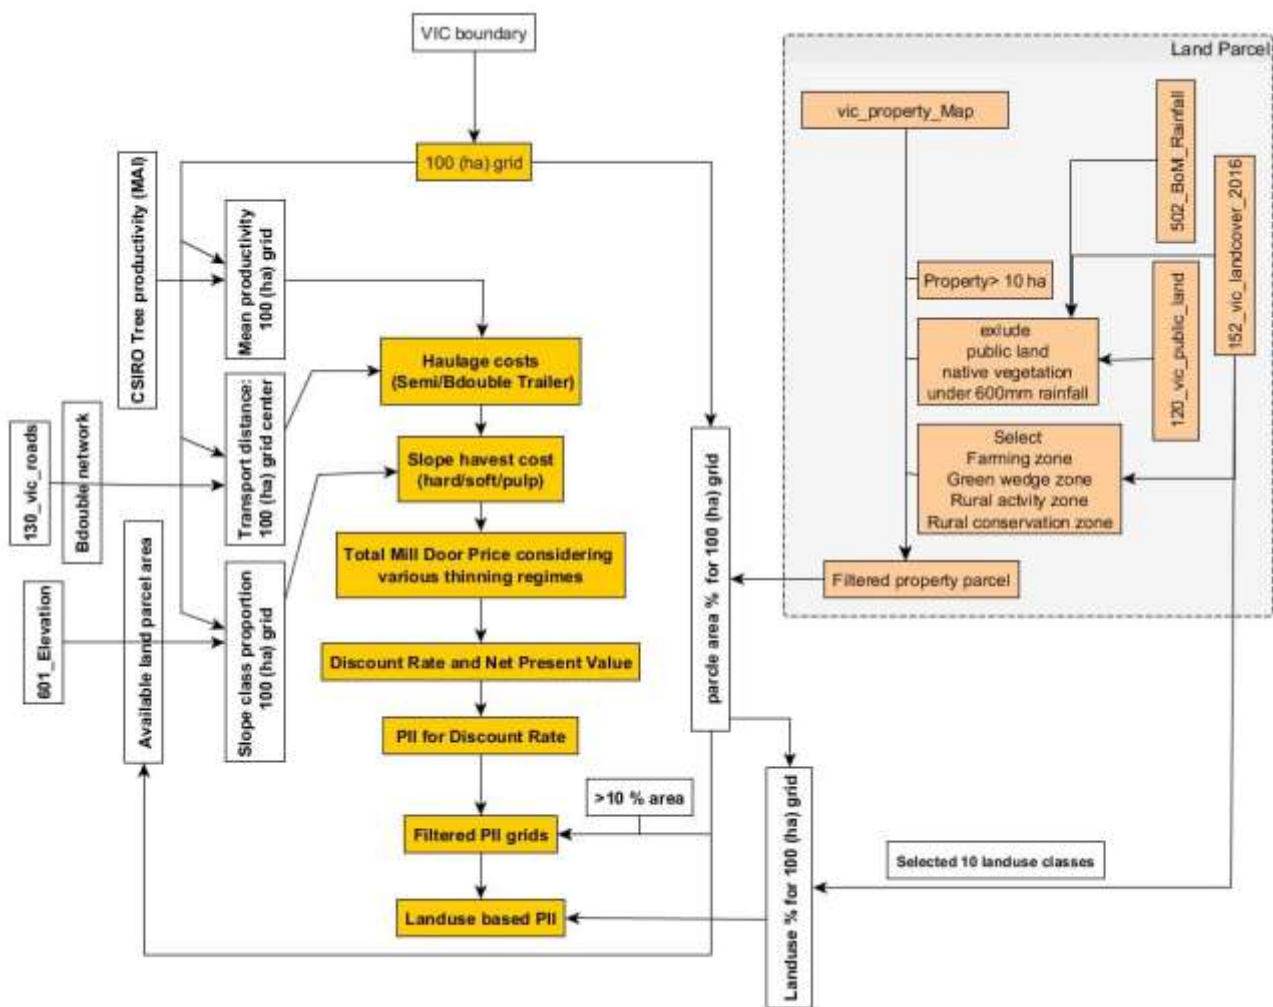 VIC boundary
Land Parcel
vic_property_Map
502_BoM_Rainfall
152_vic_landcover_2016
100 (ha) grid
CSIRO Tree productivity (MAI)
Mean productivity
100 (ha) grid
Property> 10 ha
120_vic_public_land
exlude
public land
native vegetation
under 600mm rainfall
Haulage costs
(Semi/Bdouble Trailer)
Transport distance:
100 (ha) grid center
130_vic_roads
Bdouble network
Slope havest cost
(hard/soft/pulp)
Select
Farming zone
Green wedge zone
Rural actvity zone
Rural conservation zone
parcle area % for 100 (ha) grid
Total Mill Door Price considering
various thinning regimes
Filtered property parcel
601_Elevation
Available land parcel area
Slope class proportion
100 (ha) grid
Discount Rate and Net Present Value
PII for Discount Rate
>10 % area
Filtered PII grids
Landuse % for 100 (ha) grid
Selected 10 landuse classes
Landuse based PII